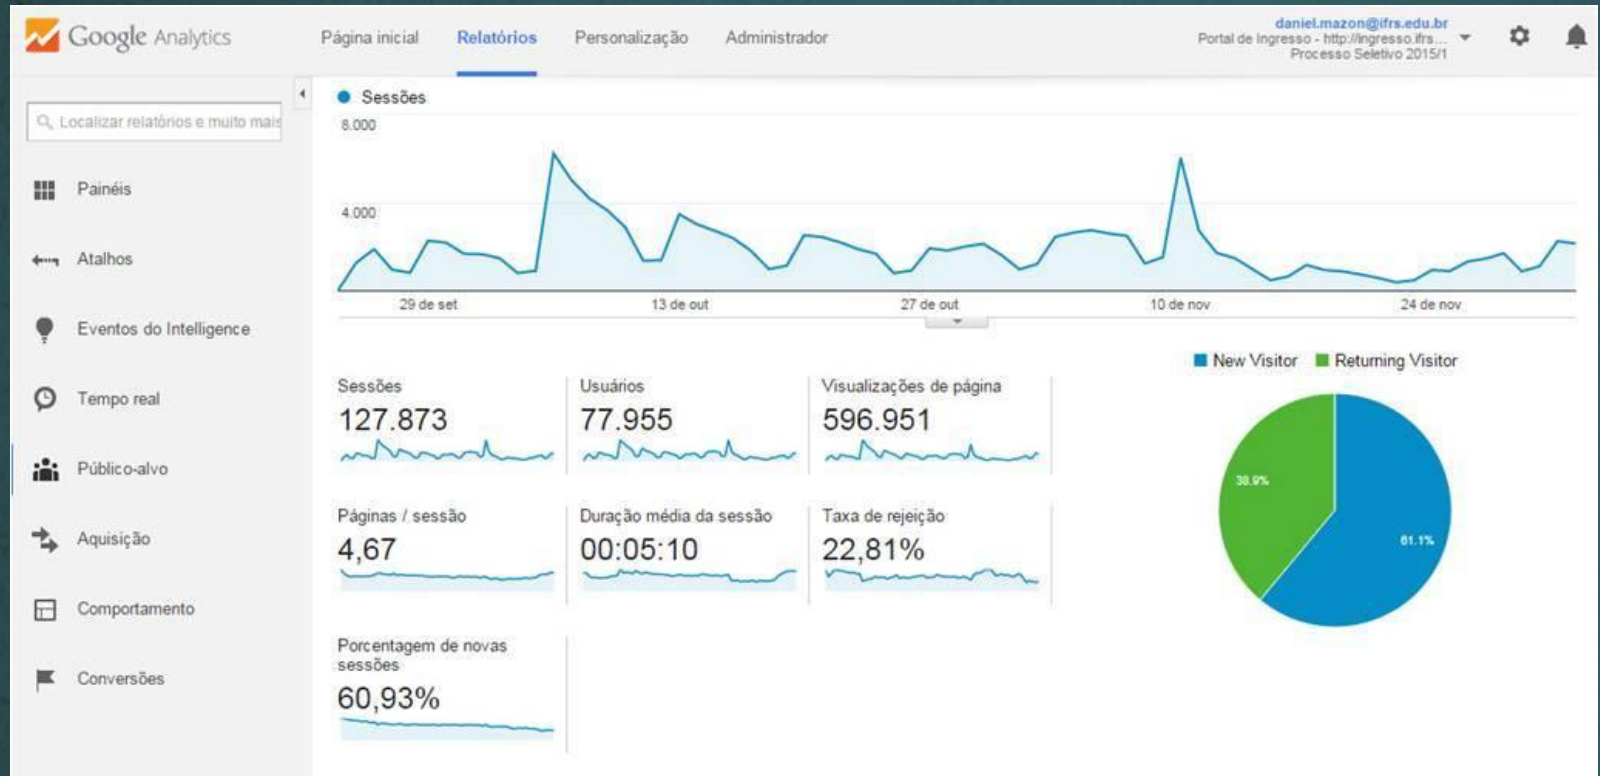 Google Analytics
Página inicial
Relatórios
Personalização
Administrador
daniel.mazon@ifrs.edu.br
Portal de Ingresso - http://ingresso.ifrs...
Processo Seletivo 2015/1
Localizar relatórios e muito mais
Painéis
Atalhos
Eventos do Intelligence
Tempo real
Público-alvo
Aquisição
Comportamento
Conversões
Sessões
8.000
4.000
29 de set
13 de out
27 de out
10 de nov
24 de nov
Sessões
127.873
Usuários
77.955
Visualizações de página
596.951
Páginas / sessão
4,67
Duração média da sessão
00:05:10
Taxa de rejeição
22,81%
Porcentagem de novas
sessões
60,93%
New Visitor
Returning Visitor
38.9%
61.1%